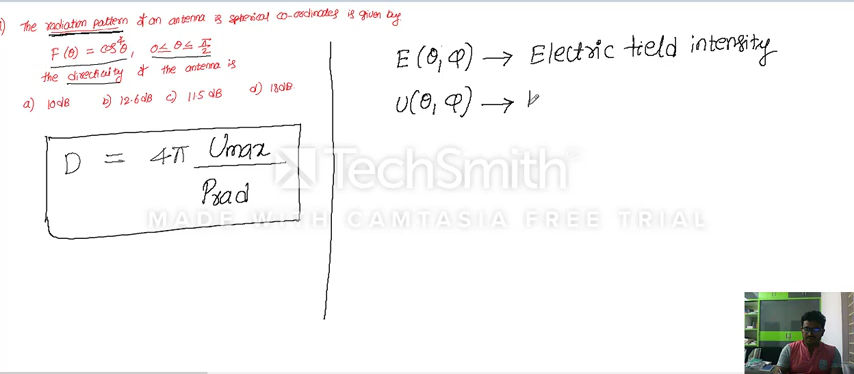 1) The radiation pattern of an antenna is spherical co-ordinates is given by
F(θ) = cos⁴θ, 0 ≤ θ ≤ π/2
the directivity of the antenna is
a) 10dB b) 12.6dB c) 11.5dB d) 18dB
D = 4π Umax / Prad
E(θ, φ) → Electric field intensity
U(θ, φ) →
TechSmith
MADE WITH CAMTASIA FREE TRIAL